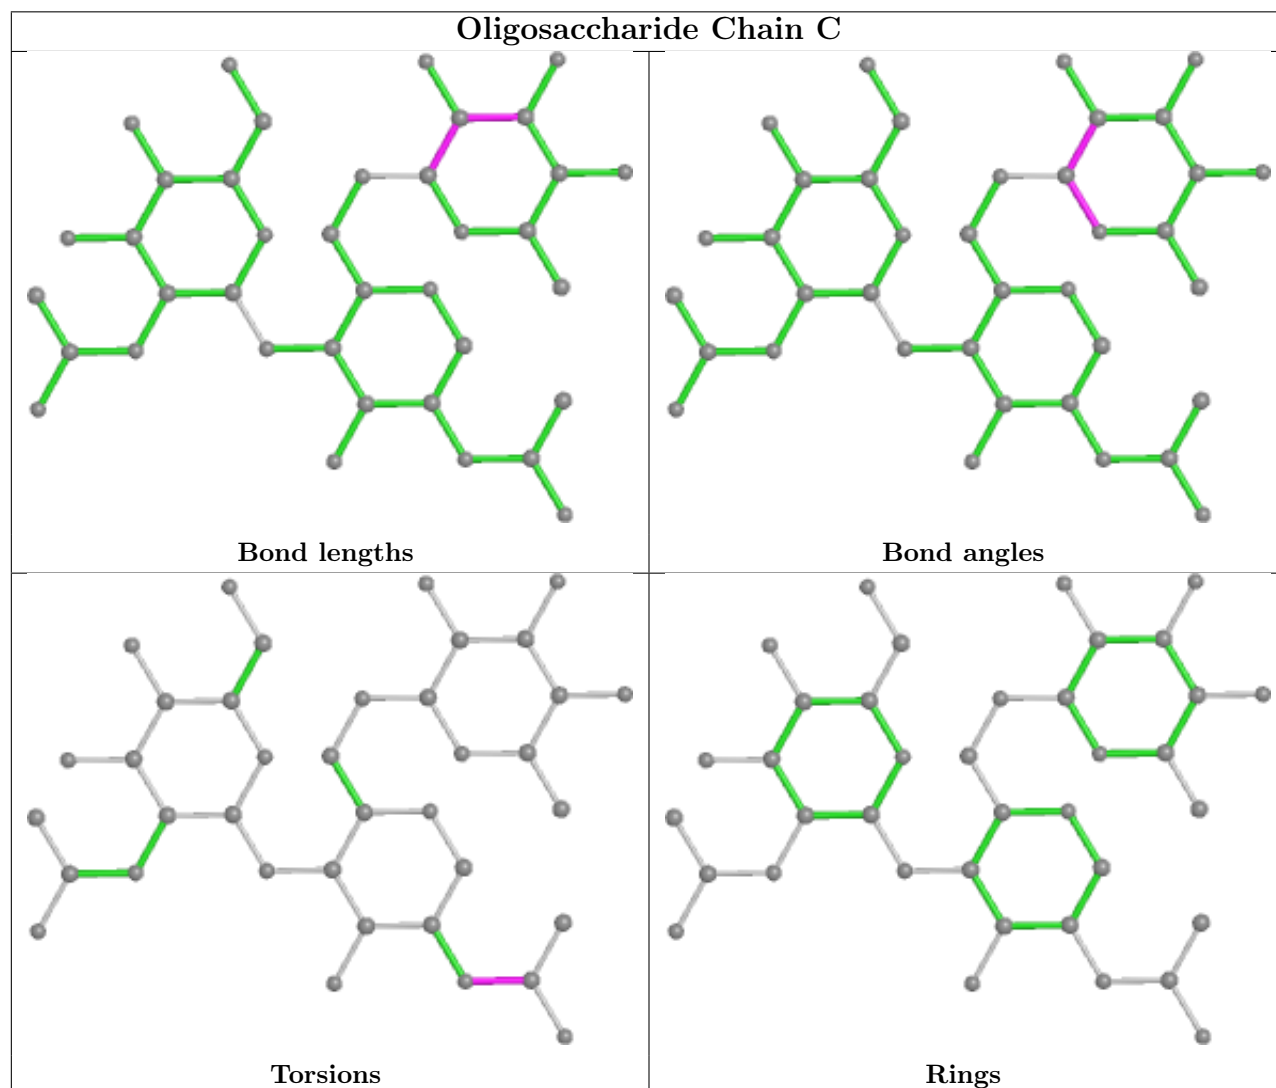 Oligosaccharide Chain C
Bond lengths
Bond angles
Torsions
Rings